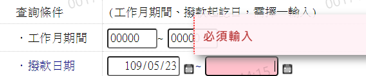 查詢條件 (工作月期間、撥款起訖日，需擇一輸入)
・工作月期間 00000 ~ 0000
必須輸入
・撥款日期 109/05/23 ~